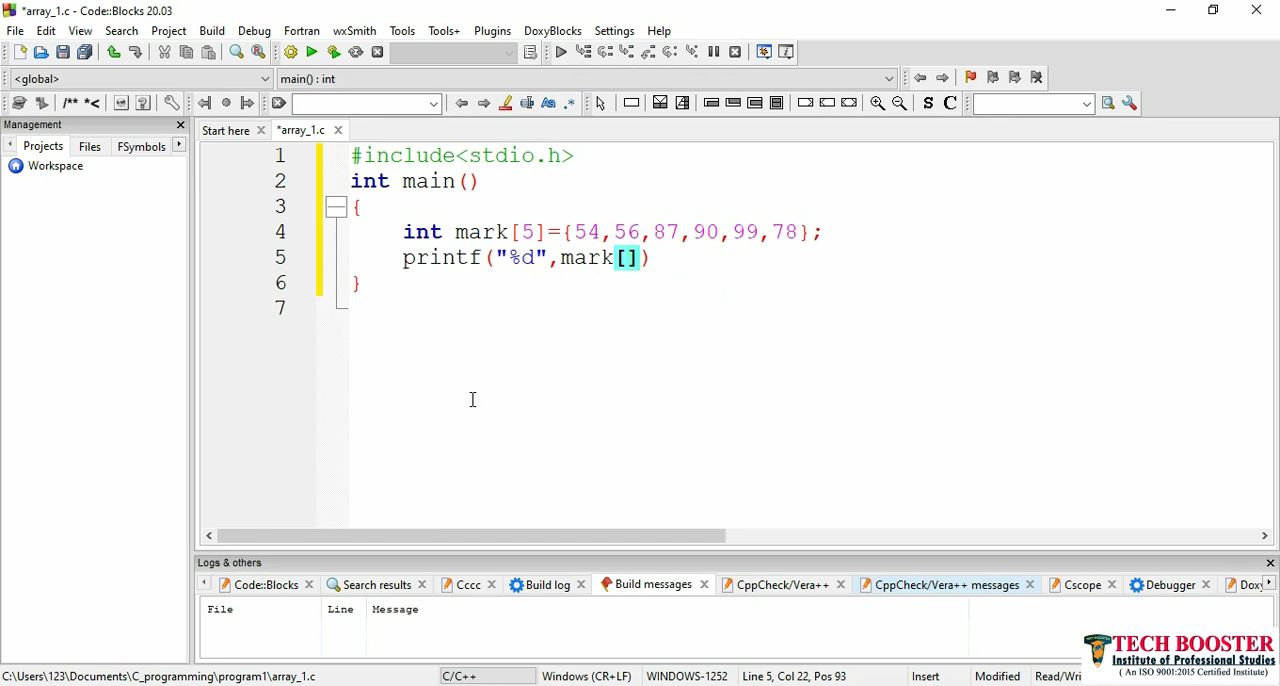 *array_1.c - Code::Blocks 20.03
File Edit View Search Project Build Debug Fortran wxSmith Tools Tools+ Plugins DoxyBlocks Settings Help
<global> main() : int
/** *< ? S C
Management
Projects Files FSymbols
Workspace
Start here *array_1.c
1 #include<stdio.h>
2 int main()
3 {
4 int mark[5]={54,56,87,90,99,78};
5 printf("%d",mark[])
6 }
7
Logs & others
Code::Blocks Search results Cccc Build log Build messages CppCheck/Vera++ CppCheck/Vera++ messages Cscope Debugger Doxy
File Line Message
TECH BOOSTER
Institute of Professional Studies
( An ISO 9001:2015 Certified Institute)
C:\Users\123\Documents\C_programming\program1\array_1.c C/C++ Windows (CR+LF) WINDOWS-1252 Line 5, Col 22, Pos 93 Insert Modified Read/Wri